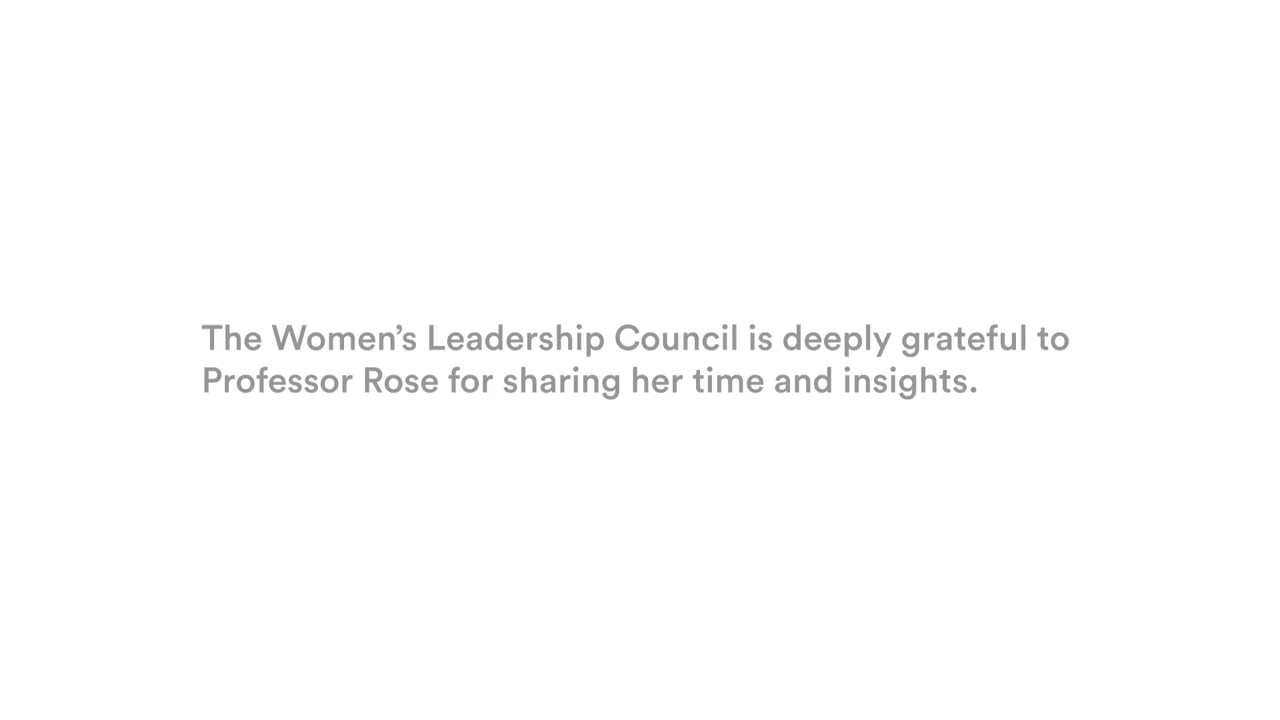 The Women’s Leadership Council is deeply grateful to
Professor Rose for sharing her time and insights.